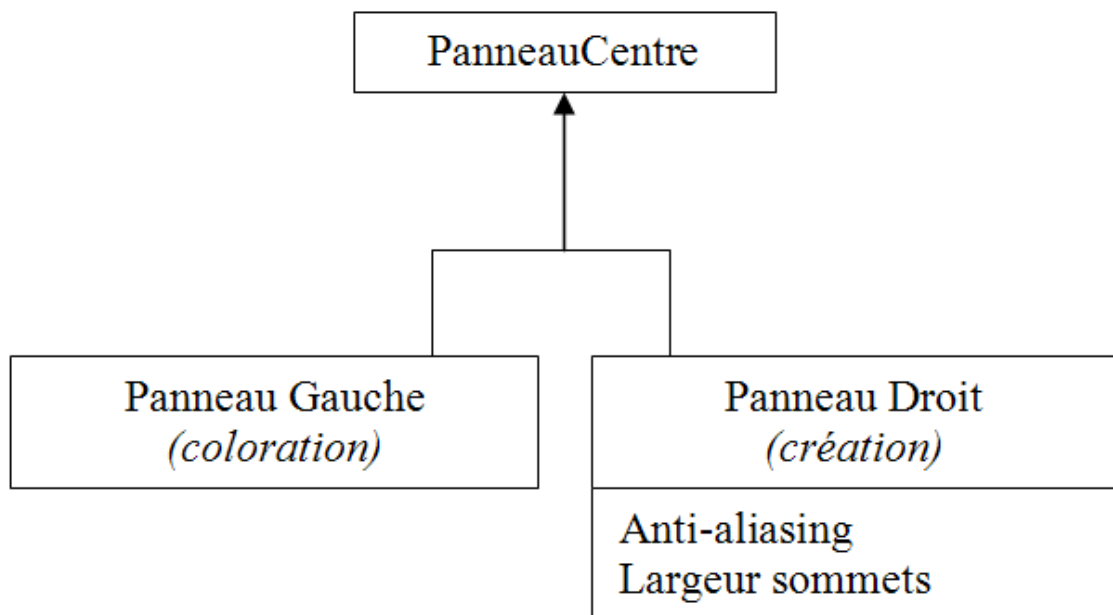 PanneauCentre
Panneau Gauche
(coloration)
Panneau Droit
(création)
Anti-aliasing
Largeur sommets